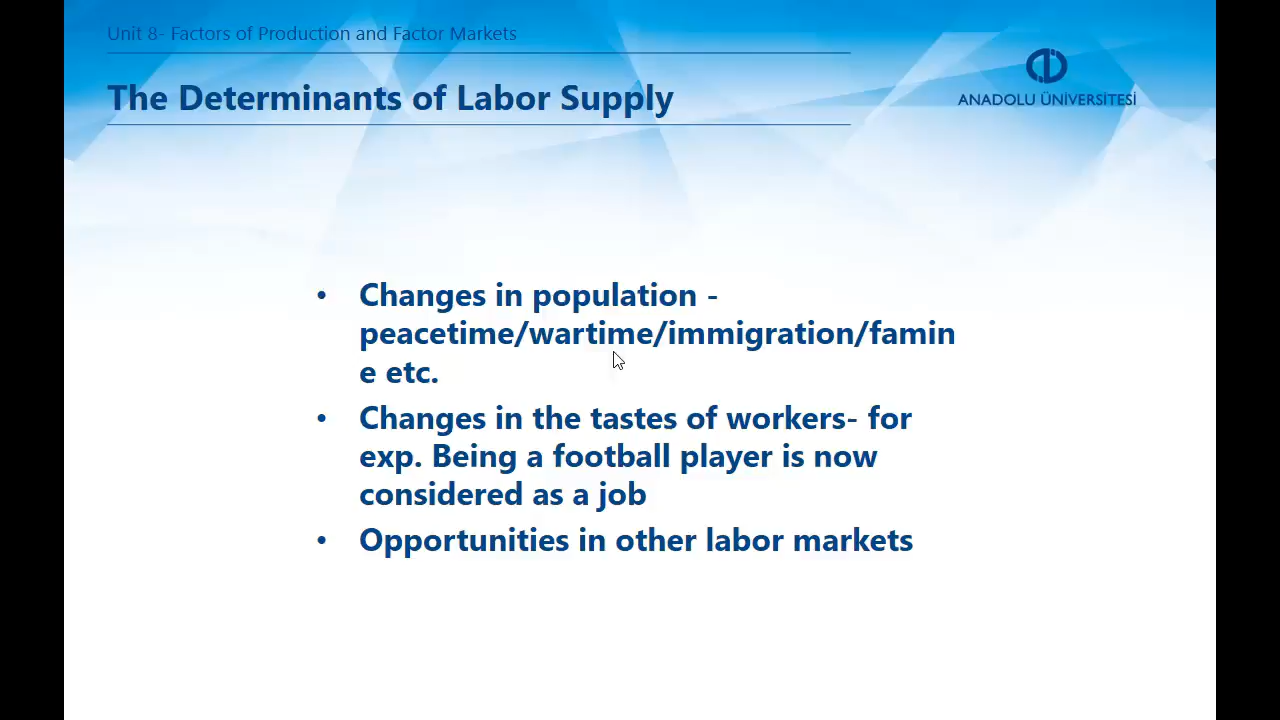 Unit 8- Factors of Production and Factor Markets
The Determinants of Labor Supply
ANADOLU ÜNİVERSİTESİ
• Changes in population -
peacetime/wartime/immigration/famin
e etc.
• Changes in the tastes of workers- for
exp. Being a football player is now
considered as a job
• Opportunities in other labor markets